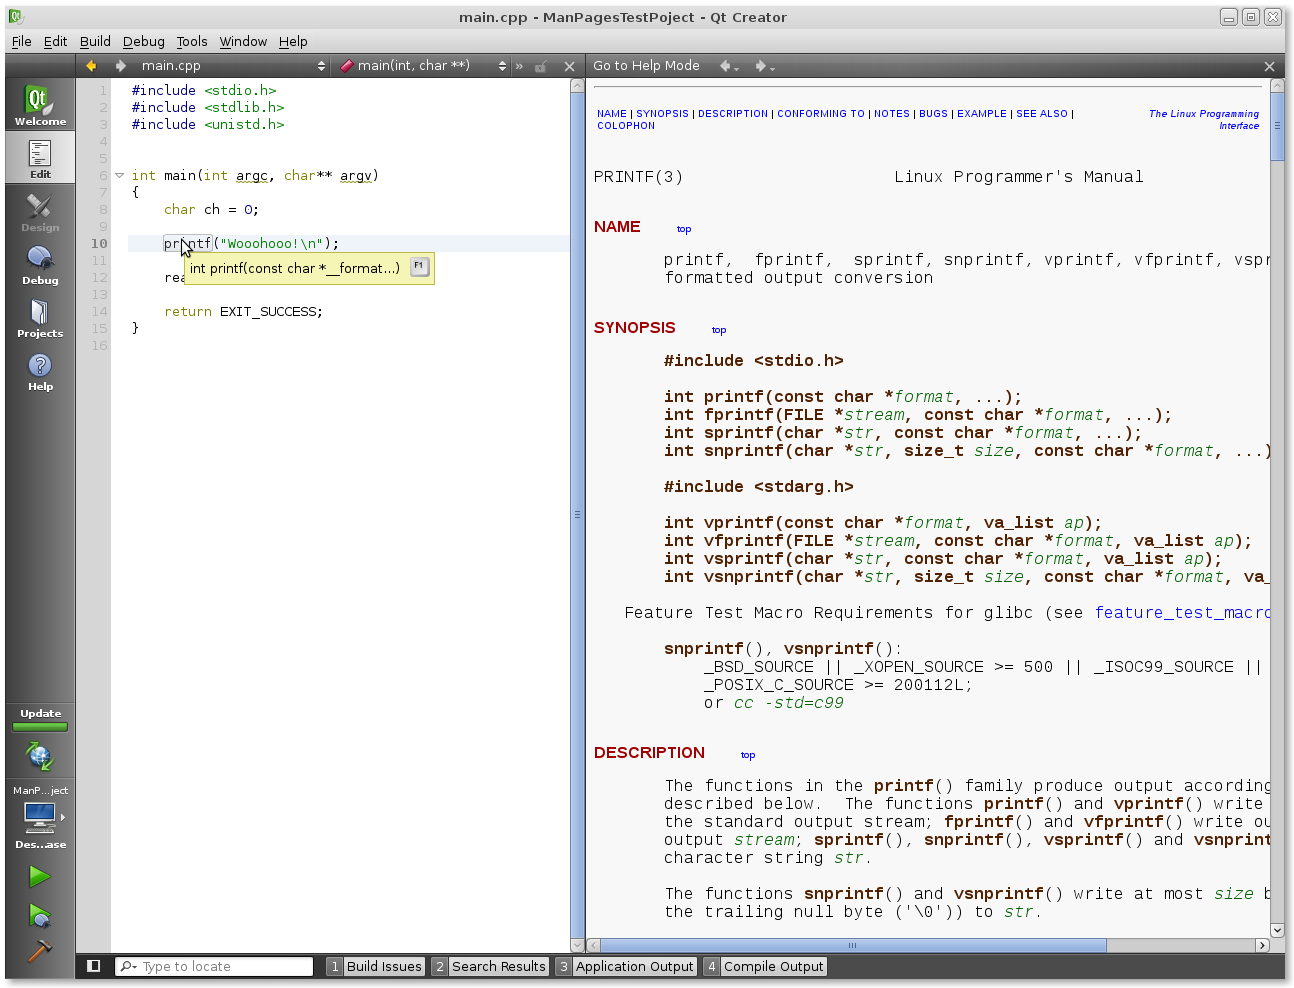 main.cpp - ManPagesTestPoject - Qt Creator
File Edit Build Debug Tools Window Help
main.cpp main(int, char **) »
Go to Help Mode
Qt
Welcome
Edit
Design
Debug
Projects
Help
Update
ManP...ject
Des...ase
1 #include <stdio.h>
2 #include <stdlib.h>
3 #include <unistd.h>
4
5
6 int main(int argc, char** argv)
7 {
8 char ch = 0;
9
10 printf("Wooohooo!\n");
11 int printf(const char *__format...) F1
12 rea
13
14 return EXIT_SUCCESS;
15 }
16
NAME | SYNOPSIS | DESCRIPTION | CONFORMING TO | NOTES | BUGS | EXAMPLE | SEE ALSO |
COLOPHON
The Linux Programming
Interface
PRINTF(3) Linux Programmer's Manual
NAME top
printf, fprintf, sprintf, snprintf, vprintf, vfprintf, vspr
formatted output conversion
SYNOPSIS top
#include <stdio.h>
int printf(const char *format, ...);
int fprintf(FILE *stream, const char *format, ...);
int sprintf(char *str, const char *format, ...);
int snprintf(char *str, size_t size, const char *format, ...)
#include <stdarg.h>
int vprintf(const char *format, va_list ap);
int vfprintf(FILE *stream, const char *format, va_list ap);
int vsprintf(char *str, const char *format, va_list ap);
int vsnprintf(char *str, size_t size, const char *format, va_
Feature Test Macro Requirements for glibc (see feature_test_macro
snprintf(), vsnprintf():
_BSD_SOURCE || _XOPEN_SOURCE >= 500 || _ISOC99_SOURCE ||
_POSIX_C_SOURCE >= 200112L;
or cc -std=c99
DESCRIPTION top
The functions in the printf() family produce output according
described below. The functions printf() and vprintf() write
the standard output stream; fprintf() and vfprintf() write ou
output stream; sprintf(), snprintf(), vsprintf() and vsnprint
character string str.
The functions snprintf() and vsnprintf() write at most size b
the trailing null byte ('\0')) to str.
Type to locate
1 Build Issues 2 Search Results 3 Application Output 4 Compile Output